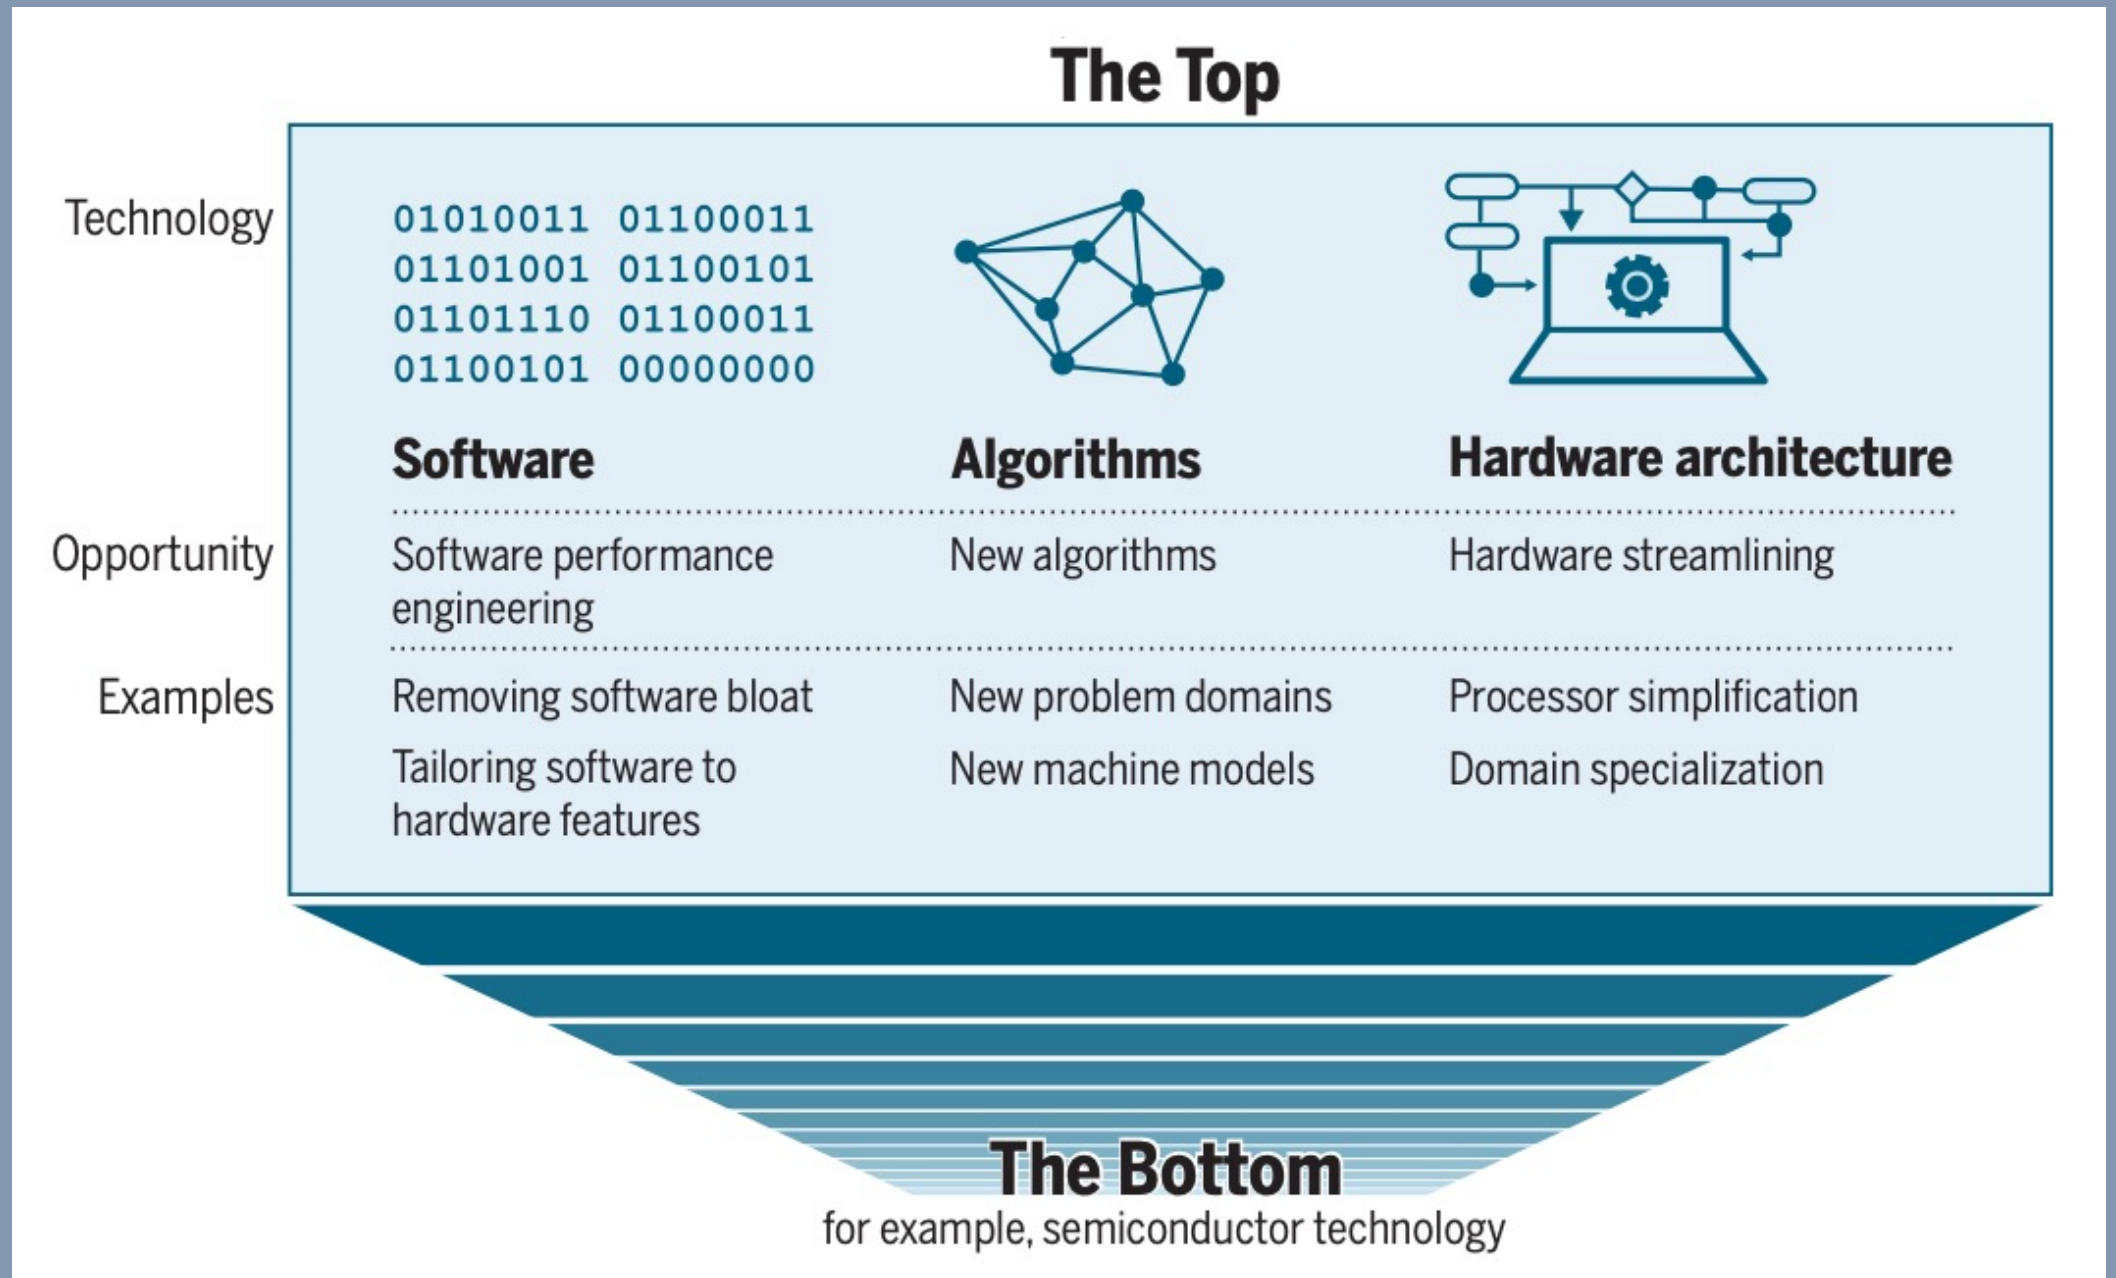 The Top
Technology
01010011 01100011
01101001 01100101
01101110 01100011
01100101 00000000
Software
Algorithms
Hardware architecture
Opportunity
Software performance
engineering
New algorithms
Hardware streamlining
Examples
Removing software bloat
New problem domains
Processor simplification
Tailoring software to
hardware features
New machine models
Domain specialization
The Bottom
for example, semiconductor technology